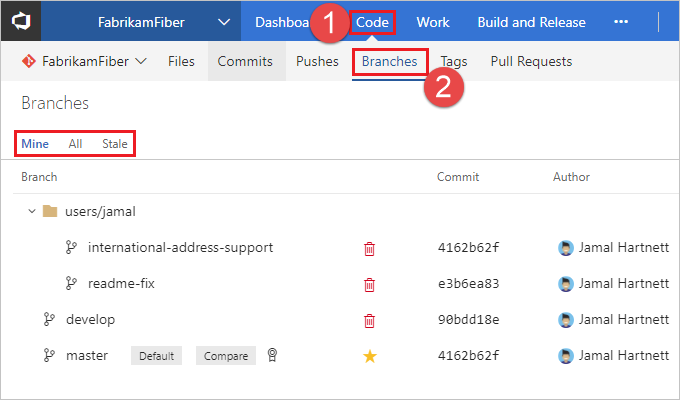 FabrikamFiber Dashboa 1 Code Work Build and Release ...
FabrikamFiber Files Commits Pushes Branches Tags Pull Requests
2
Branches
Mine All Stale
Branch Commit Author
users/jamal
international-address-support 4162b62f Jamal Hartnett
readme-fix e3b6ea83 Jamal Hartnett
develop 90bdd18e Jamal Hartnett
master Default Compare 4162b62f Jamal Hartnett